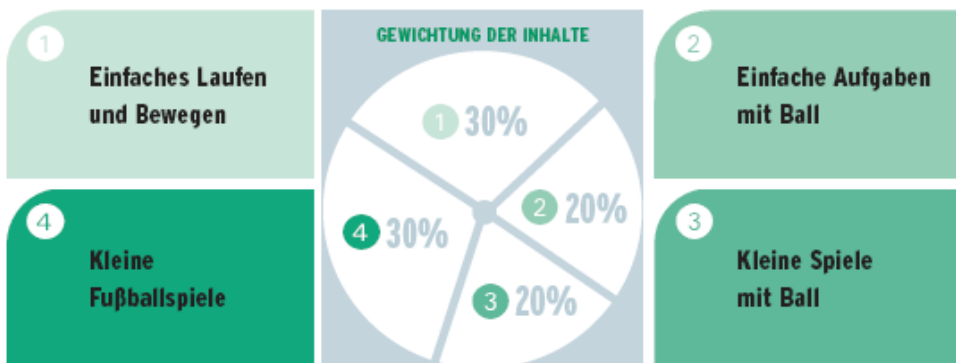 1
Einfaches Laufen
und Bewegen
GEWICHTUNG DER INHALTE
1 30%
2 20%
3 20%
4 30%
2
Einfache Aufgaben
mit Ball
4
Kleine
Fußballspiele
3
Kleine Spiele
mit Ball